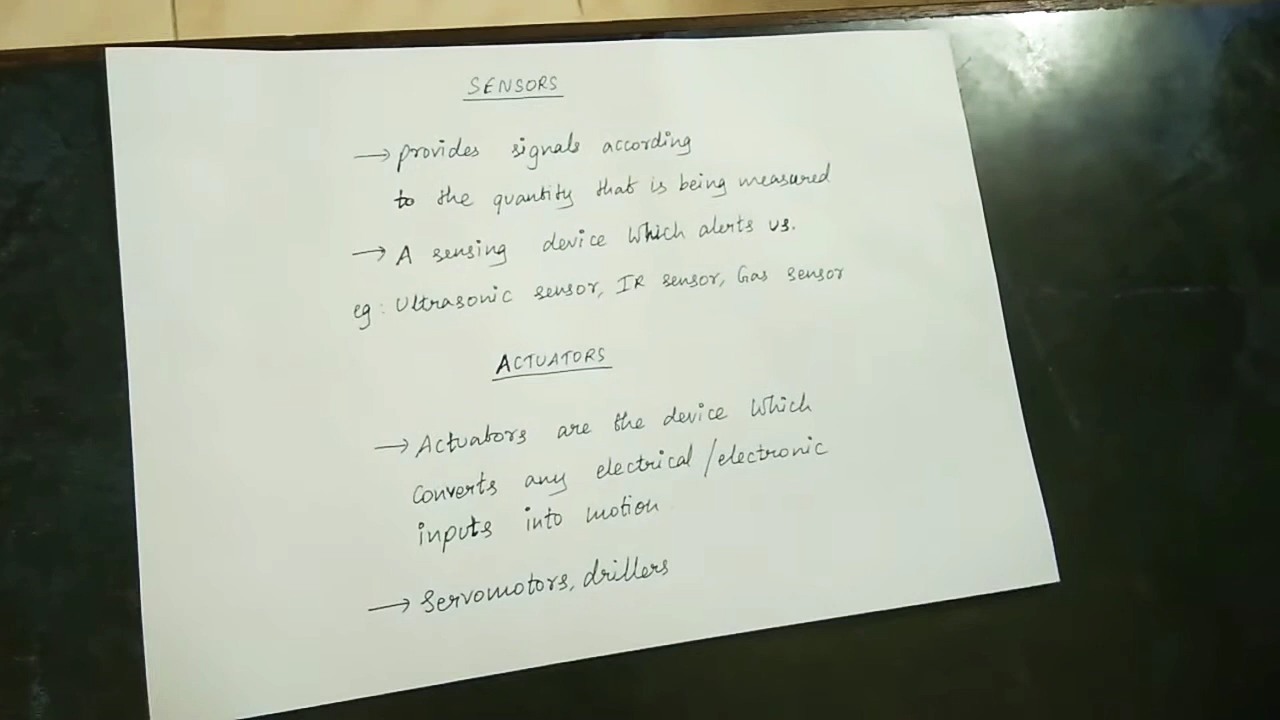 SENSORS
→ provides signals according
to the quantity that is being measured
→ A sensing device which alerts us.
eg: Ultrasonic sensor, IR sensor, Gas sensor
ACTUATORS
→ Actuators are the device which
converts any electrical/electronic
inputs into motion
→ Servomotors, drillers